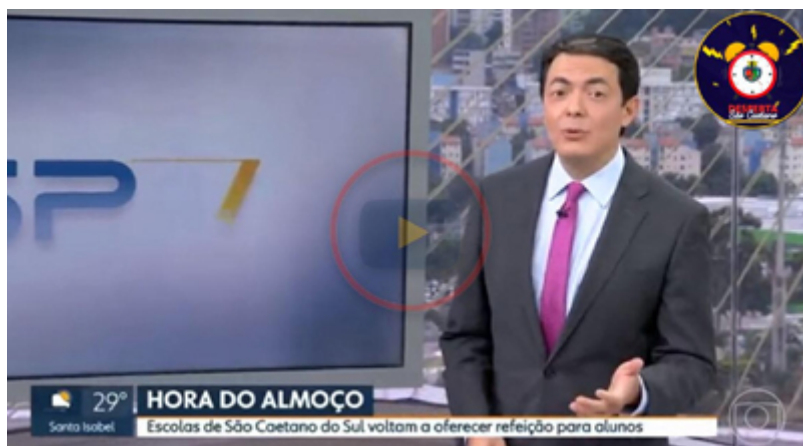 SP 7
DESPERTA
São Caetano
29° HORA DO ALMOÇO
Santa Isabel Escolas de São Caetano do Sul voltam a oferecer refeição para alunos